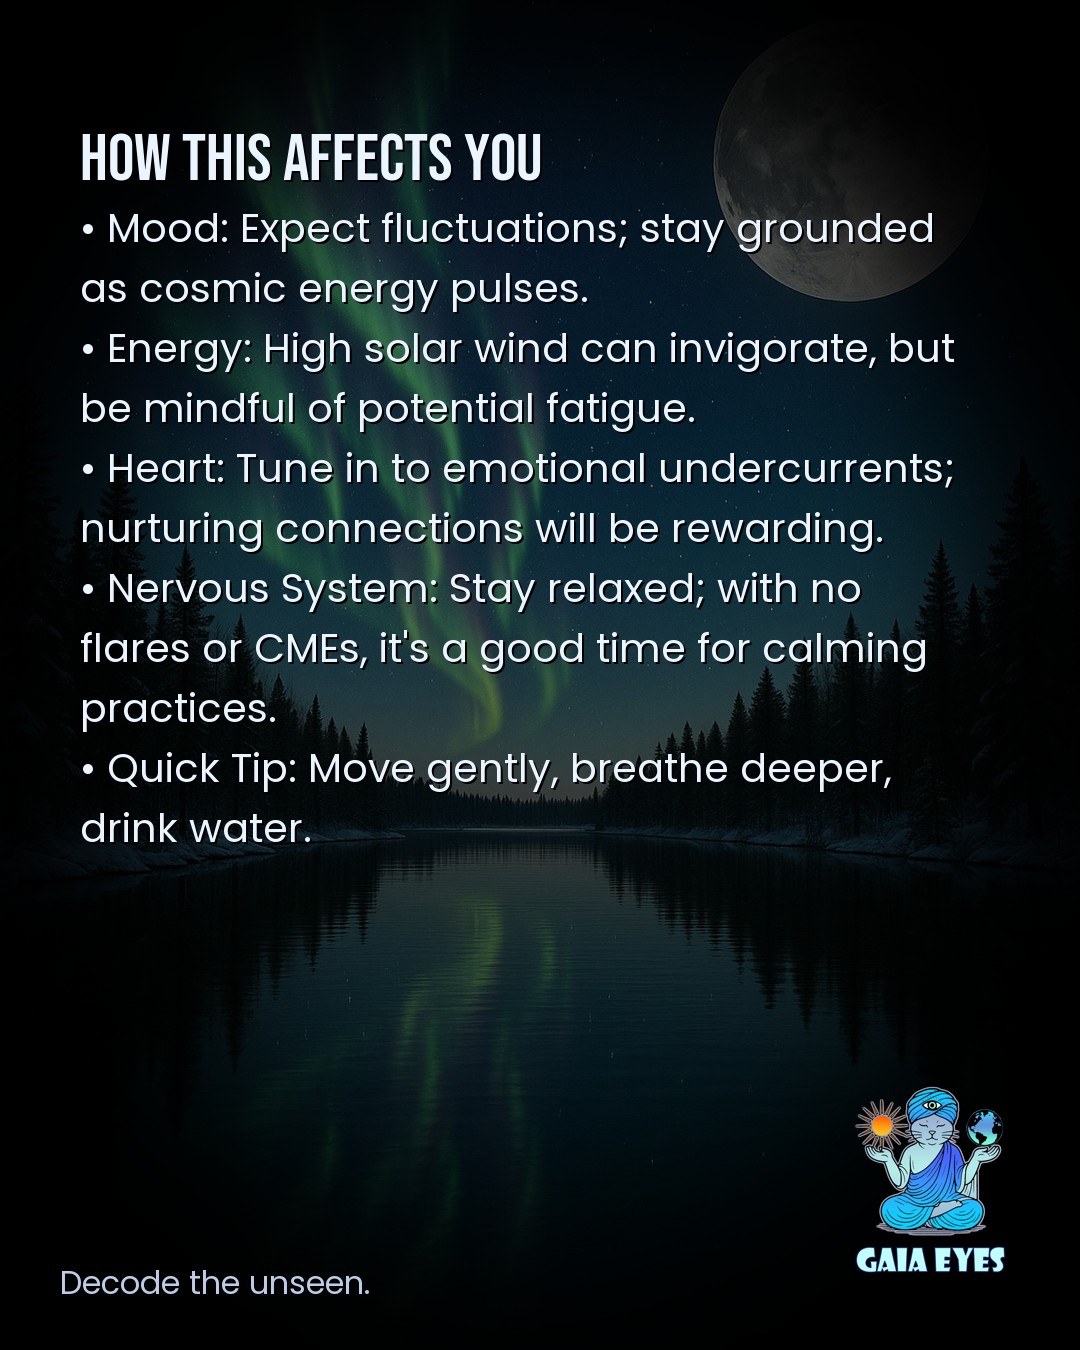 HOW THIS AFFECTS YOU
• Mood: Expect fluctuations; stay grounded
as cosmic energy pulses.
• Energy: High solar wind can invigorate, but
be mindful of potential fatigue.
• Heart: Tune in to emotional undercurrents;
nurturing connections will be rewarding.
• Nervous System: Stay relaxed; with no
flares or CMEs, it's a good time for calming
practices.
• Quick Tip: Move gently, breathe deeper,
drink water.
GAIA EYES
Decode the unseen.